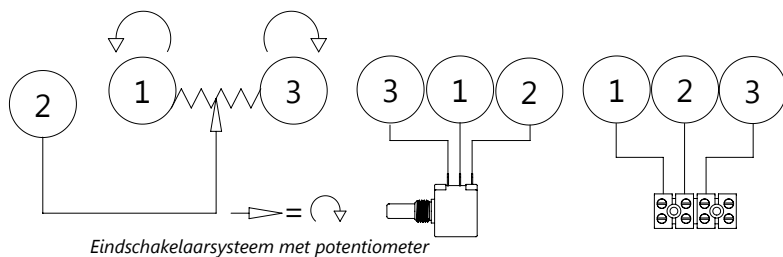 1 3 3 1 2 1 2 3
2
=
Eindschakelaarsysteem met potentiometer